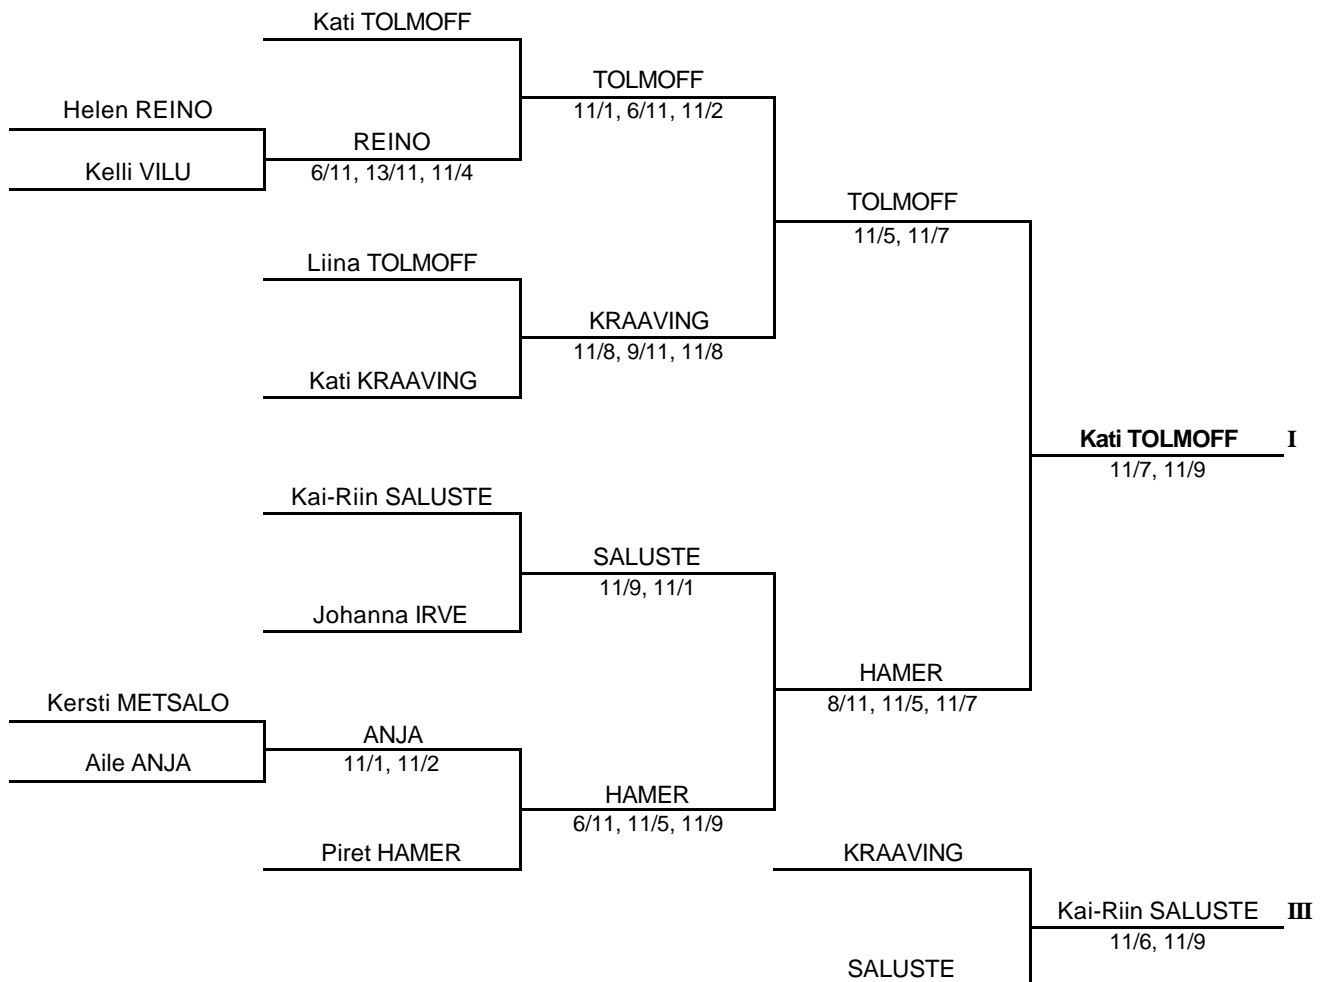 Kati TOLMOFF
TOLMOFF
11/1, 6/11, 11/2
Helen REINO
REINO
6/11, 13/11, 11/4
Kelli VILU
TOLMOFF
11/5, 11/7
Liina TOLMOFF
KRAAVING
11/8, 9/11, 11/8
Kati KRAAVING
Kati TOLMOFF I
11/7, 11/9
Kai-Riin SALUSTE
SALUSTE
11/9, 11/1
Johanna IRVE
HAMER
8/11, 11/5, 11/7
Kersti METSALO
ANJA
11/1, 11/2
Aile ANJA
HAMER
6/11, 11/5, 11/9
Piret HAMER
KRAAVING
Kai-Riin SALUSTE III
11/6, 11/9
SALUSTE